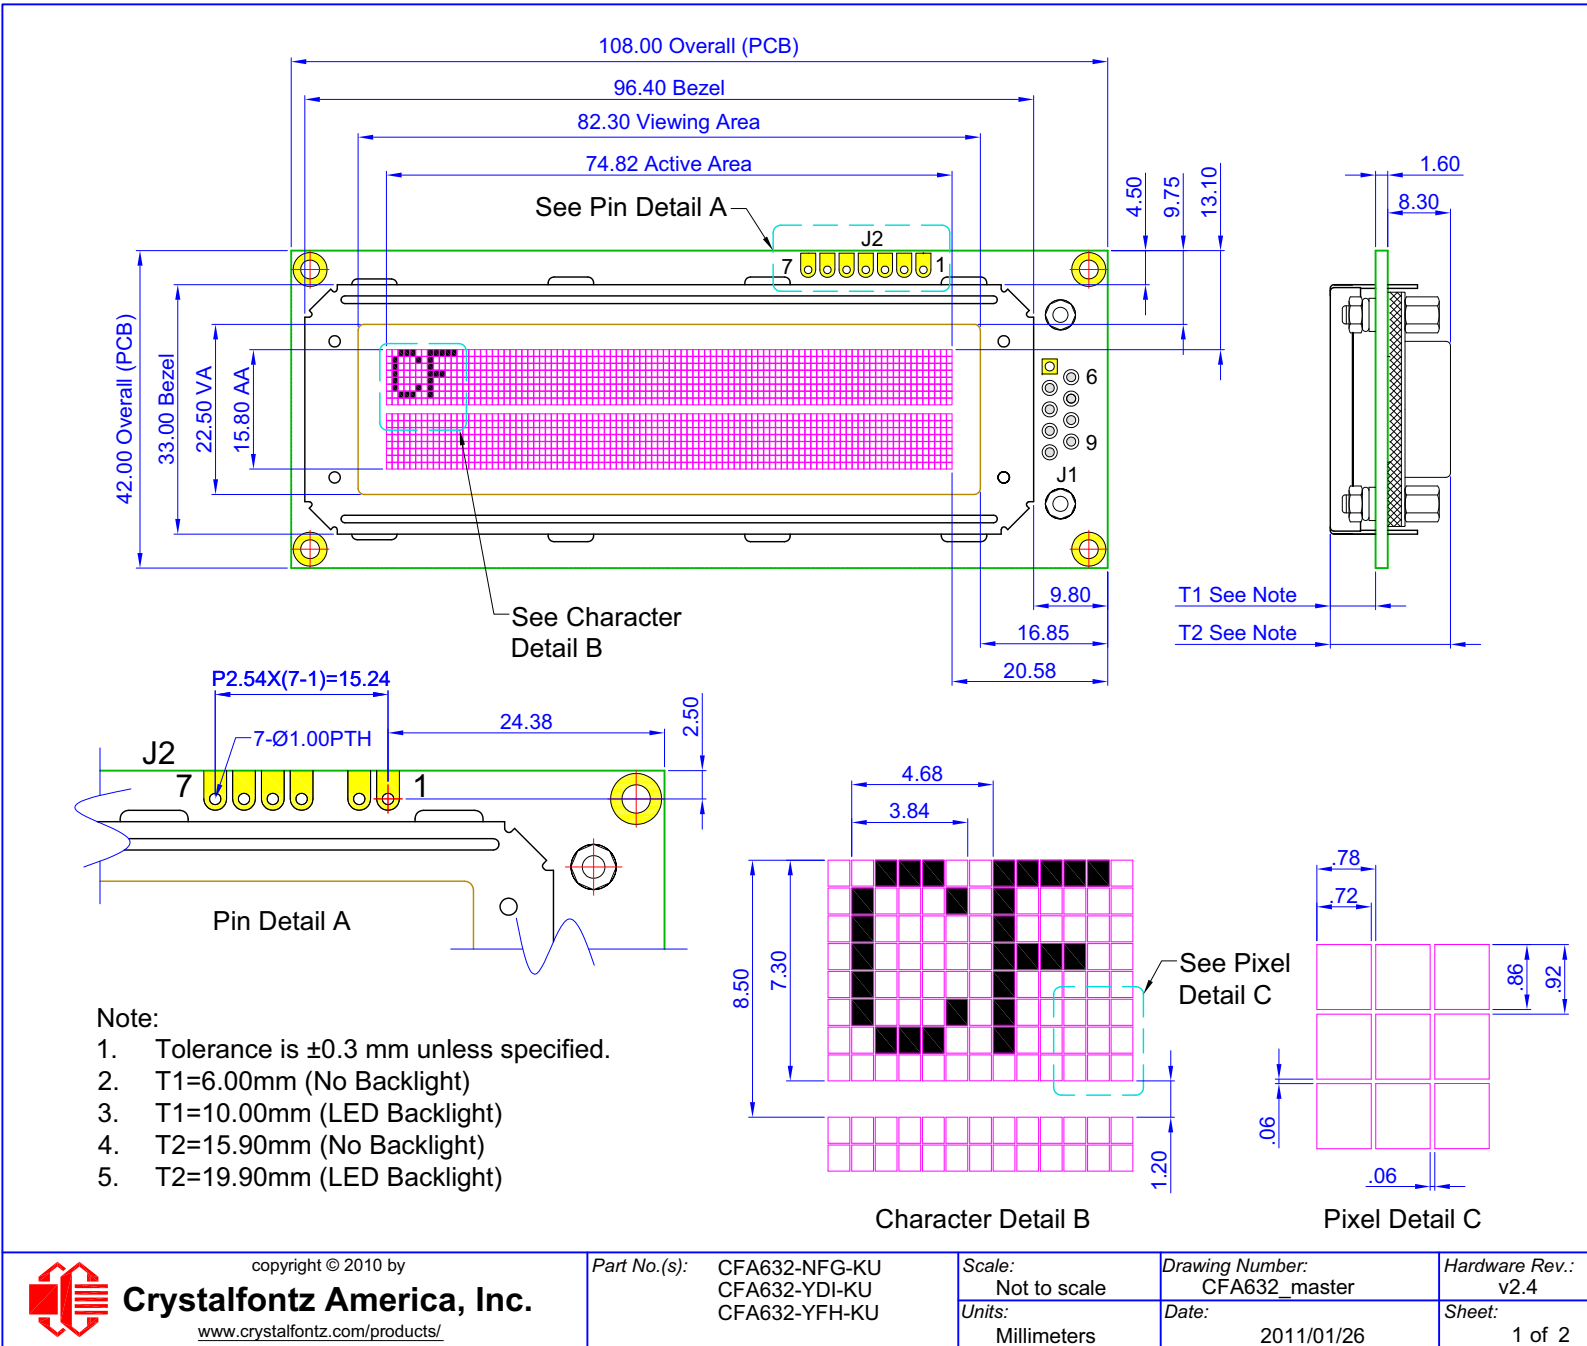 108.00 Overall (PCB)
96.40 Bezel
82.30 Viewing Area
74.82 Active Area
See Pin Detail A
J2
7
1
4.50
9.75
13.10
1.60
8.30
42.00 Overall (PCB)
33.00 Bezel
22.50 VA
15.80 AA
6
9
J1
See Character
Detail B
9.80
16.85
20.58
T1 See Note
T2 See Note
P2.54X(7-1)=15.24
24.38
2.50
7-Ø1.00PTH
J2
7
1
Pin Detail A
4.68
3.84
8.50
7.30
1.20
See Pixel
Detail C
Character Detail B
.78
.72
.86
.92
.06
.06
Pixel Detail C
Note:
1. Tolerance is ±0.3 mm unless specified.
2. T1=6.00mm (No Backlight)
3. T1=10.00mm (LED Backlight)
4. T2=15.90mm (No Backlight)
5. T2=19.90mm (LED Backlight)
copyright © 2010 by
Crystalfontz America, Inc.
www.crystalfontz.com/products/
Part No.(s):
CFA632-NFG-KU
CFA632-YDI-KU
CFA632-YFH-KU
Scale:
Not to scale
Units:
Millimeters
Drawing Number:
CFA632_master
Date:
2011/01/26
Hardware Rev.:
v2.4
Sheet:
1 of 2